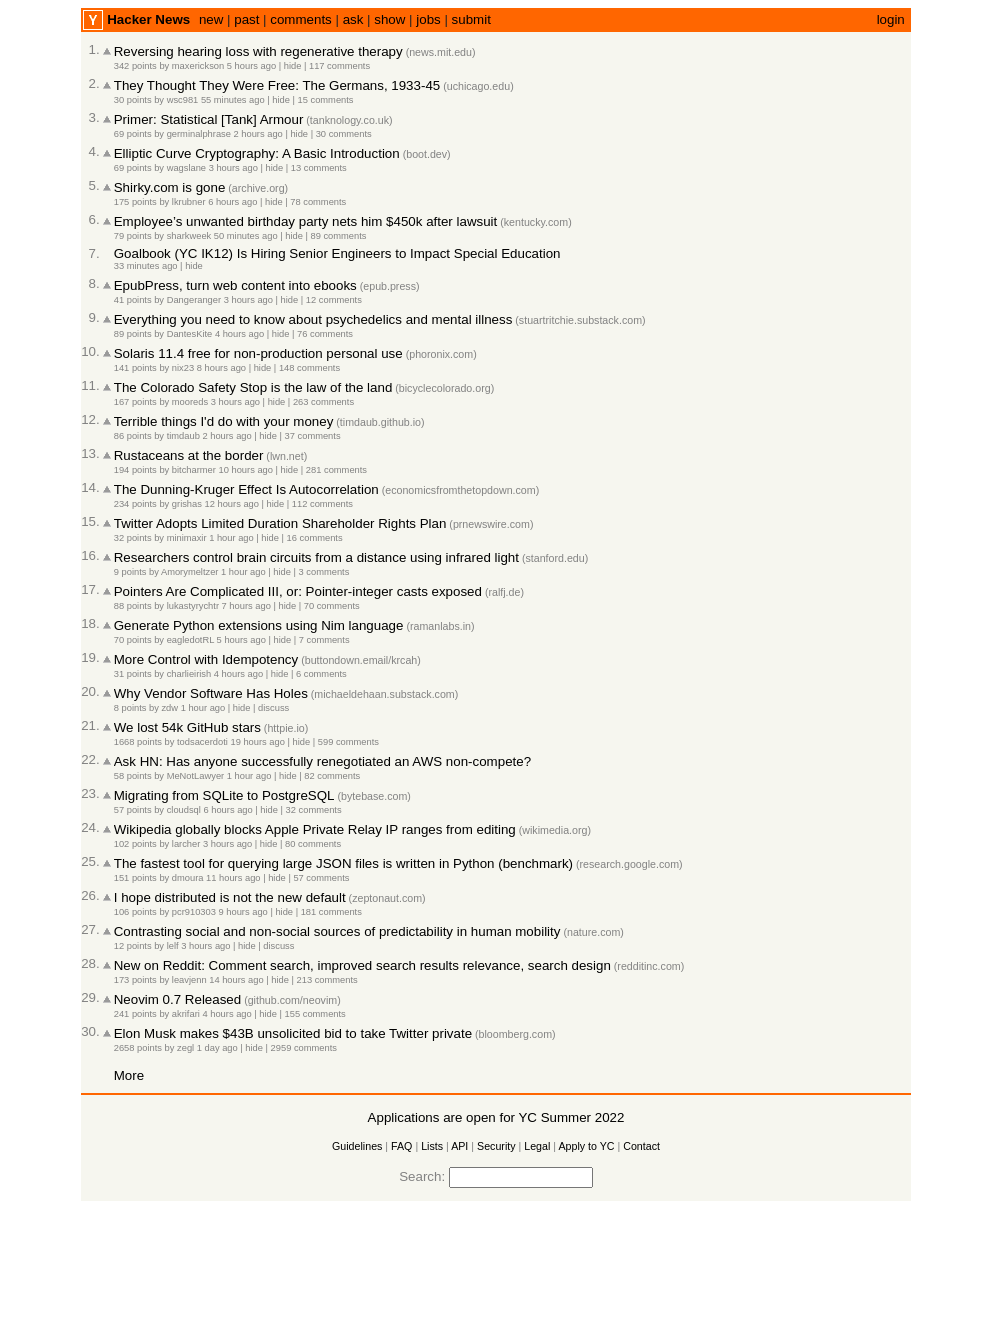 Y Hacker News new | past | comments | ask | show | jobs | submit login
1. Reversing hearing loss with regenerative therapy (news.mit.edu)
342 points by maxerickson 5 hours ago | hide | 117 comments
2. They Thought They Were Free: The Germans, 1933-45 (uchicago.edu)
30 points by wsc981 55 minutes ago | hide | 15 comments
3. Primer: Statistical [Tank] Armour (tanknology.co.uk)
69 points by germinalphrase 2 hours ago | hide | 30 comments
4. Elliptic Curve Cryptography: A Basic Introduction (boot.dev)
69 points by wagslane 3 hours ago | hide | 13 comments
5. Shirky.com is gone (archive.org)
175 points by lkrubner 6 hours ago | hide | 78 comments
6. Employee's unwanted birthday party nets him $450k after lawsuit (kentucky.com)
79 points by sharkweek 50 minutes ago | hide | 89 comments
7. Goalbook (YC IK12) Is Hiring Senior Engineers to Impact Special Education
33 minutes ago | hide
8. EpubPress, turn web content into ebooks (epub.press)
41 points by Dangeranger 3 hours ago | hide | 12 comments
9. Everything you need to know about psychedelics and mental illness (stuartritchie.substack.com)
89 points by DantesKite 4 hours ago | hide | 76 comments
10. Solaris 11.4 free for non-production personal use (phoronix.com)
141 points by nix23 8 hours ago | hide | 148 comments
11. The Colorado Safety Stop is the law of the land (bicyclecolorado.org)
167 points by mooreds 3 hours ago | hide | 263 comments
12. Terrible things I'd do with your money (timdaub.github.io)
86 points by timdaub 2 hours ago | hide | 37 comments
13. Rustaceans at the border (lwn.net)
194 points by bitcharmer 10 hours ago | hide | 281 comments
14. The Dunning-Kruger Effect Is Autocorrelation (economicsfromthetopdown.com)
234 points by grishas 12 hours ago | hide | 112 comments
15. Twitter Adopts Limited Duration Shareholder Rights Plan (prnewswire.com)
32 points by minimaxir 1 hour ago | hide | 16 comments
16. Researchers control brain circuits from a distance using infrared light (stanford.edu)
9 points by Amorymeltzer 1 hour ago | hide | 3 comments
17. Pointers Are Complicated III, or: Pointer-integer casts exposed (ralfj.de)
88 points by lukastyrychtr 7 hours ago | hide | 70 comments
18. Generate Python extensions using Nim language (ramanlabs.in)
70 points by eagledotRL 5 hours ago | hide | 7 comments
19. More Control with Idempotency (buttondown.email/krcah)
31 points by charlieirish 4 hours ago | hide | 6 comments
20. Why Vendor Software Has Holes (michaeldehaan.substack.com)
8 points by zdw 1 hour ago | hide | discuss
21. We lost 54k GitHub stars (httpie.io)
1668 points by todsacerdoti 19 hours ago | hide | 599 comments
22. Ask HN: Has anyone successfully renegotiated an AWS non-compete?
58 points by MeNotLawyer 1 hour ago | hide | 82 comments
23. Migrating from SQLite to PostgreSQL (bytebase.com)
57 points by cloudsql 6 hours ago | hide | 32 comments
24. Wikipedia globally blocks Apple Private Relay IP ranges from editing (wikimedia.org)
102 points by larcher 3 hours ago | hide | 80 comments
25. The fastest tool for querying large JSON files is written in Python (benchmark) (research.google.com)
151 points by dmoura 11 hours ago | hide | 57 comments
26. I hope distributed is not the new default (zeptonaut.com)
106 points by pcr910303 9 hours ago | hide | 181 comments
27. Contrasting social and non-social sources of predictability in human mobility (nature.com)
12 points by lelf 3 hours ago | hide | discuss
28. New on Reddit: Comment search, improved search results relevance, search design (redditinc.com)
173 points by leavjenn 14 hours ago | hide | 213 comments
29. Neovim 0.7 Released (github.com/neovim)
241 points by akrifari 4 hours ago | hide | 155 comments
30. Elon Musk makes $43B unsolicited bid to take Twitter private (bloomberg.com)
2658 points by zegl 1 day ago | hide | 2959 comments
More
Applications are open for YC Summer 2022
Guidelines | FAQ | Lists | API | Security | Legal | Apply to YC | Contact
Search: